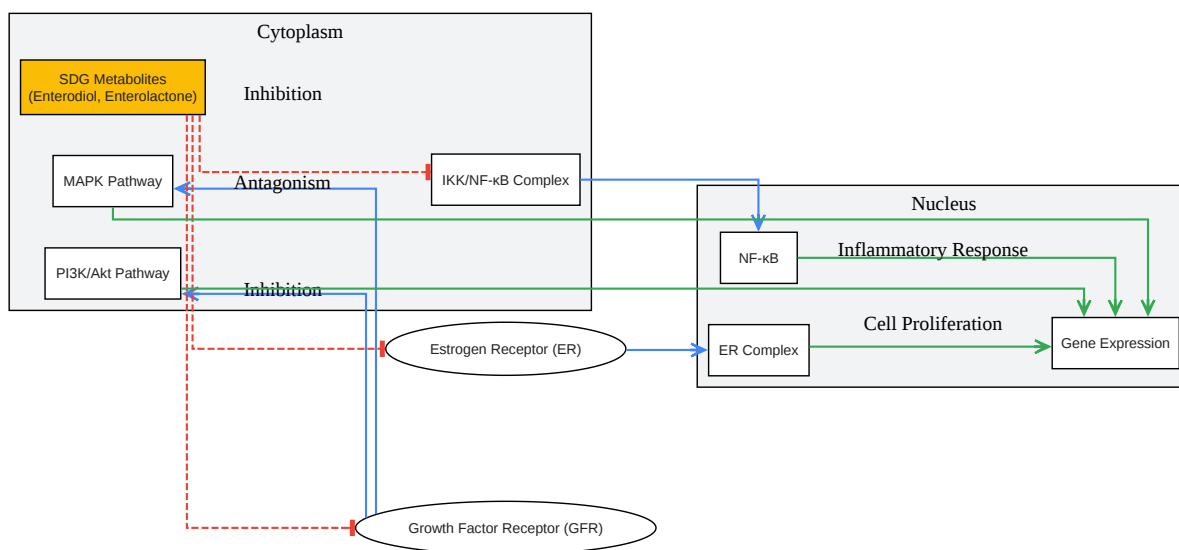 Cytoplasm
SDG Metabolites
(Enterodiol, Enterolactone)
Inhibition
MAPK Pathway
Antagonism
IKK/NF-κB Complex
Nucleus
PI3K/Akt Pathway
NF-κB
Inflammatory Response
Inhibition
Cell Proliferation
Estrogen Receptor (ER)
ER Complex
Gene Expression
Growth Factor Receptor (GFR)